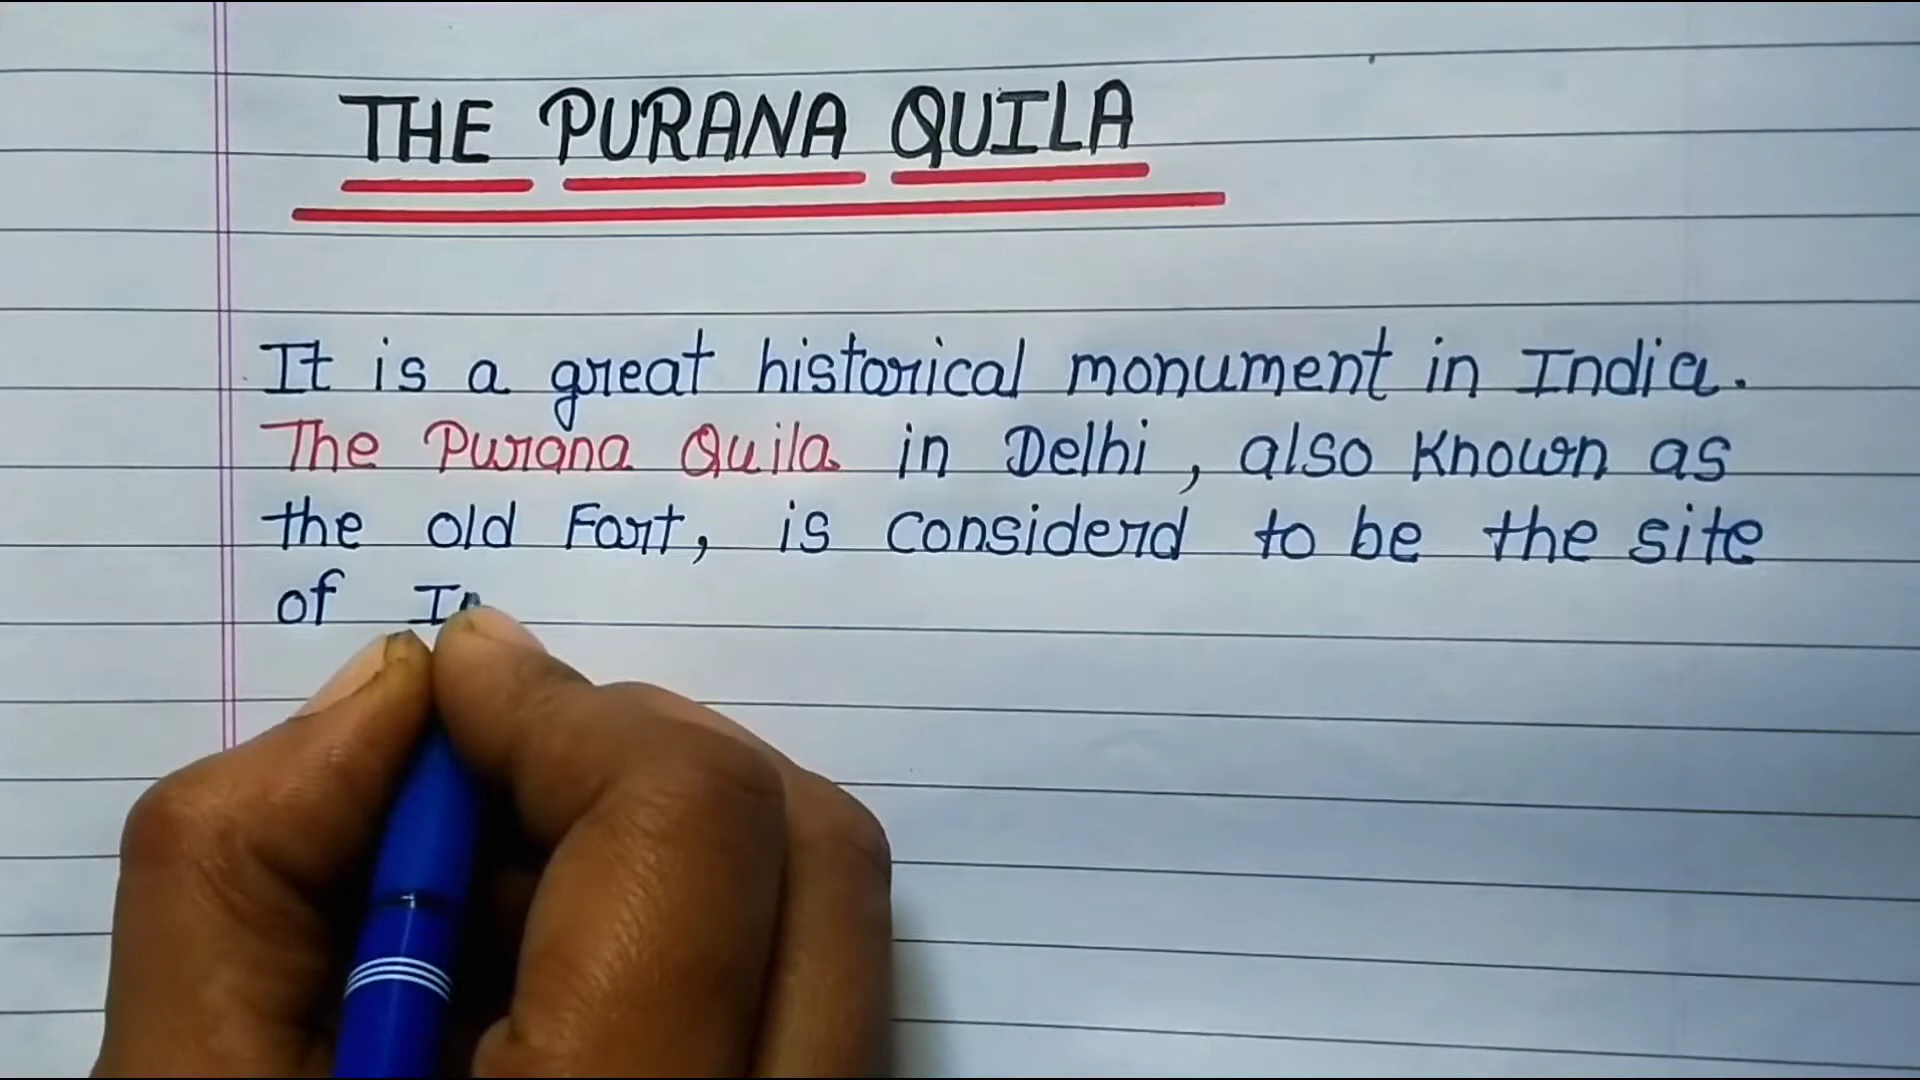 THE PURANA QUILA
It is a great historical monument in India.
The Purana Quila in Delhi, also known as
the old Fort, is considerd to be the site
of